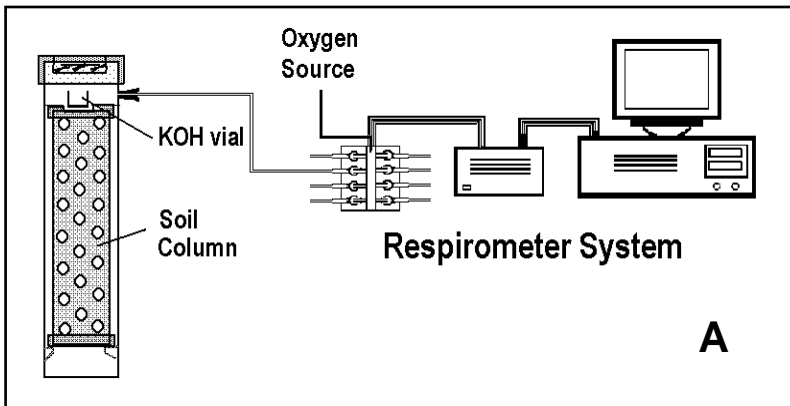 Oxygen
Source
KOH vial
Soil
Column
Respirometer System
A